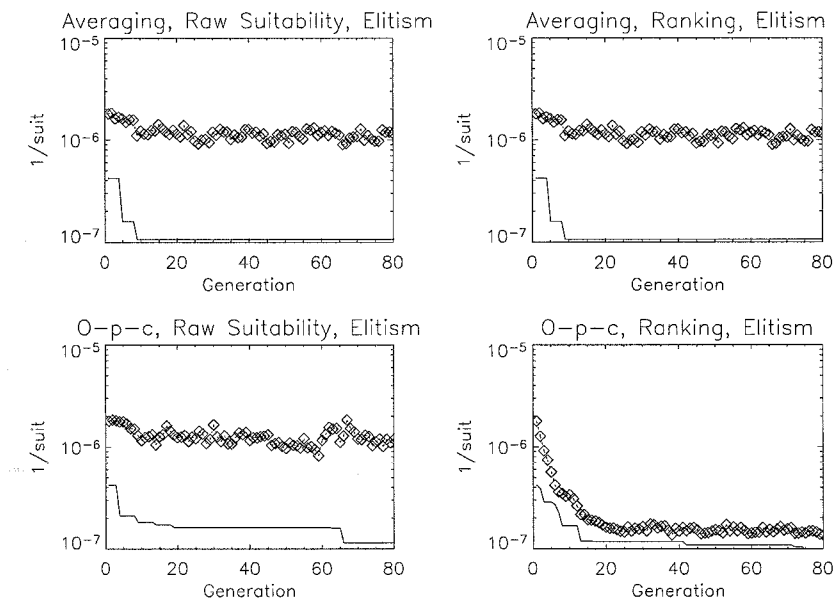 Averaging, Raw Suitability, Elitism
10^-5
10^-6
10^-7
1/suit
0 20 40 60 80
Generation
Averaging, Ranking, Elitism
10^-5
10^-6
10^-7
1/suit
0 20 40 60 80
Generation
O-p-c, Raw Suitability, Elitism
10^-5
10^-6
10^-7
1/suit
0 20 40 60 80
Generation
O-p-c, Ranking, Elitism
10^-5
10^-6
10^-7
1/suit
0 20 40 60 80
Generation